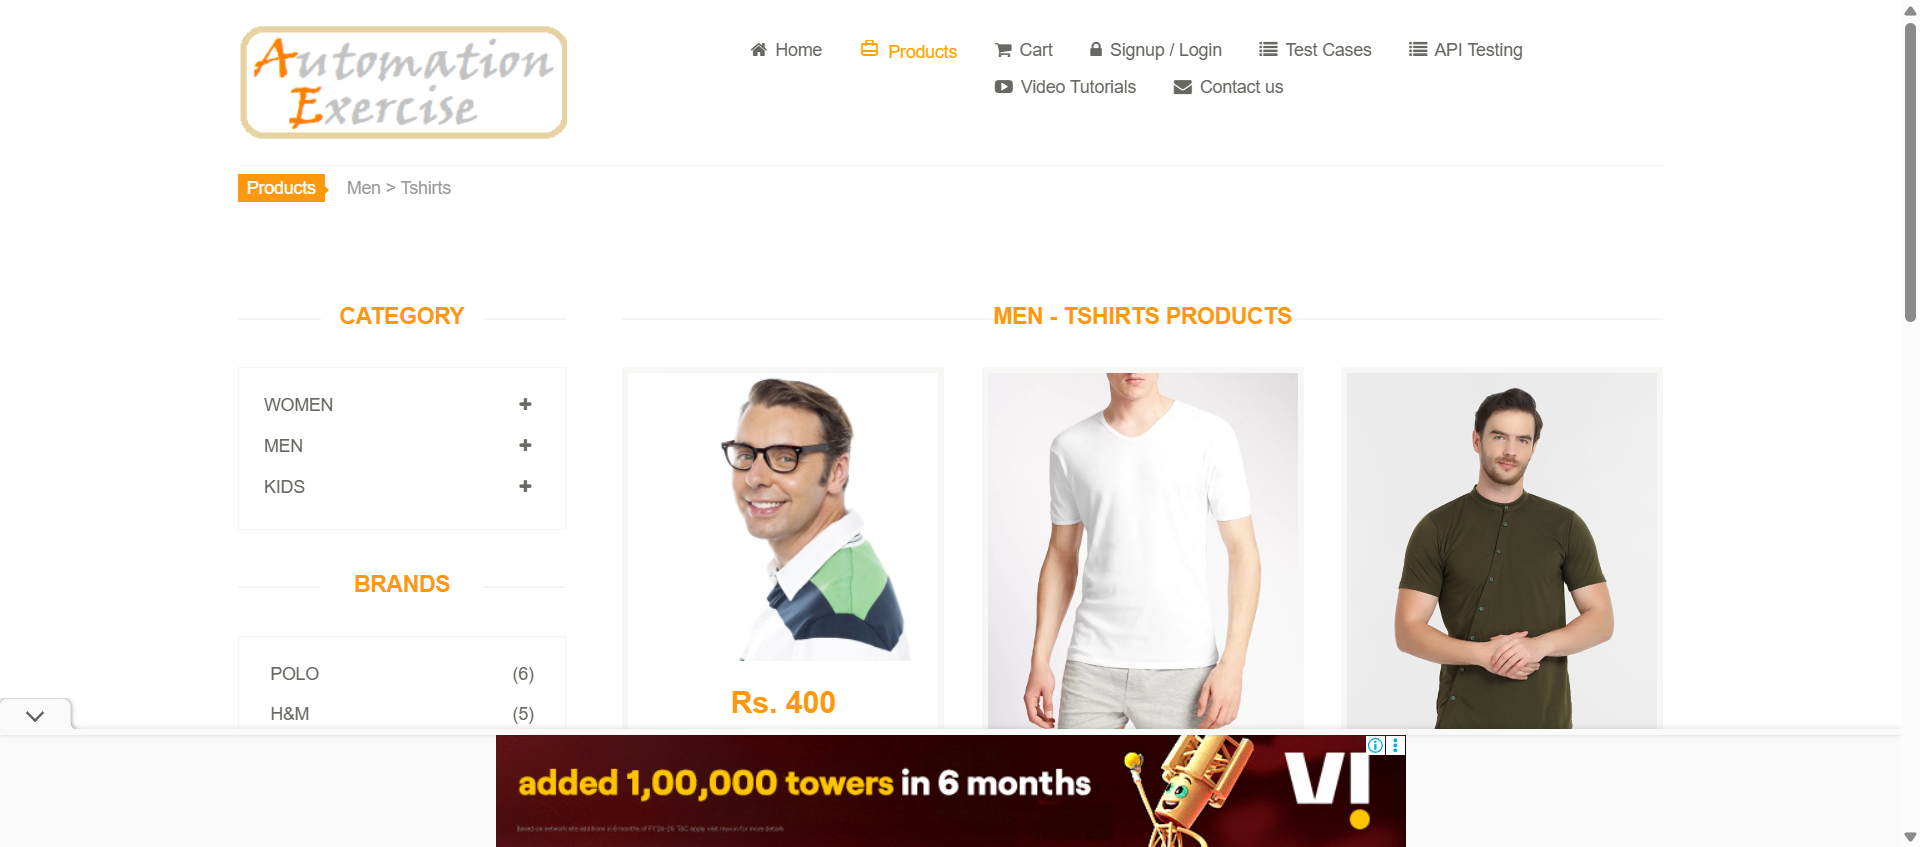 Automation
Exercise
Home
Products
Cart
Signup / Login
Test Cases
API Testing
Video Tutorials
Contact us
Products
Men > Tshirts
CATEGORY
WOMEN
MEN
KIDS
BRANDS
POLO (6)
H&M (5)
MEN - TSHIRTS PRODUCTS
Rs. 400
added 1,00,000 towers in 6 months
VI